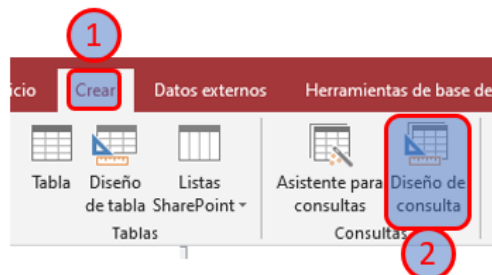 1
icio Crear Datos externos Herramientas de base de
Tabla Diseño de tabla Listas SharePoint Asistente para consultas Diseño de consulta
Tablas Consultas
2